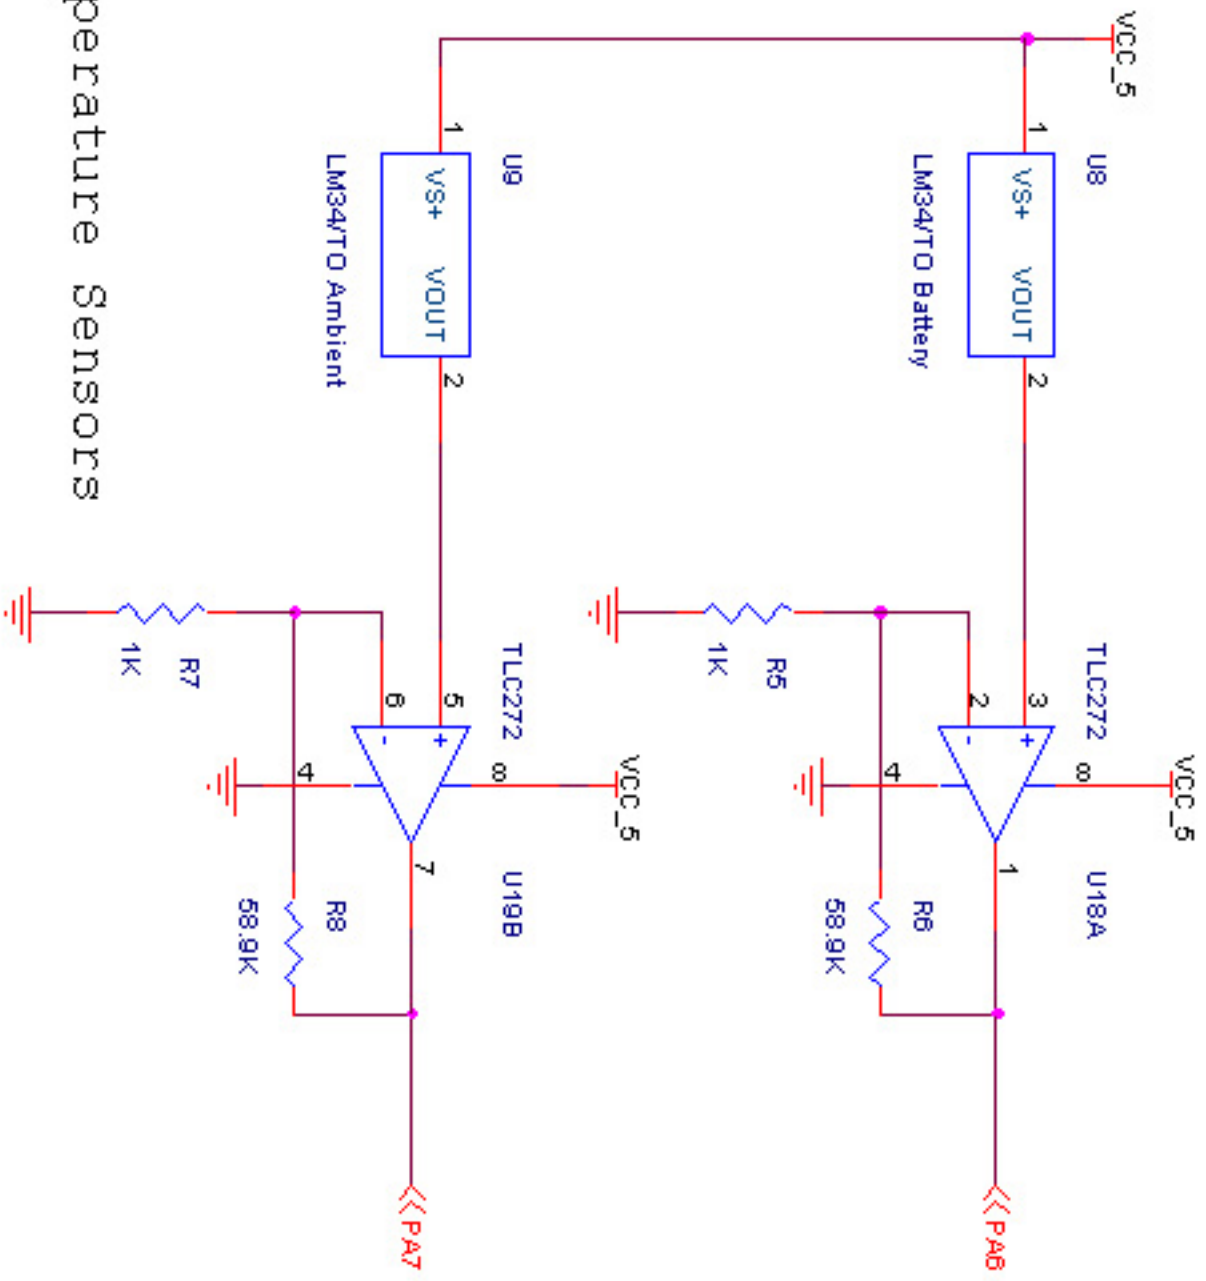 VCC_5
U8
1
VS+ VOUT
2
LM34/TO Battery
TLC272
3
2
+
-
8
VCC_5
4
1
U18A
R5
1K
R6
58.9K
PA6
U9
1
VS+ VOUT
2
LM34/TO Ambient
TLC272
5
6
+
-
8
VCC_5
4
7
U19B
R7
1K
R8
58.9K
PA7
perature Sensors